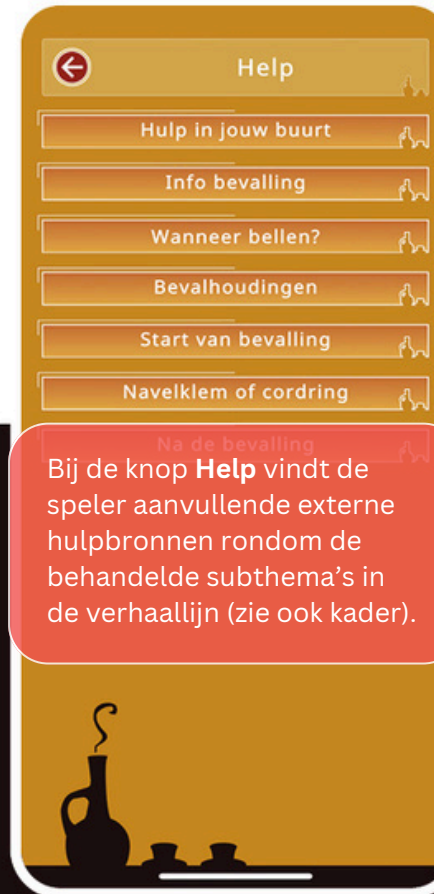 Help
Hulp in jouw buurt
Info bevalling
Wanneer bellen?
Bevalhoudingen
Start van bevalling
Navelklem of cordring
Na de bevalling
Bij de knop Help vindt de
speler aanvullende externe
hulpbronnen rondom de
behandelde subthema's in
de verhaallijn (zie ook kader).